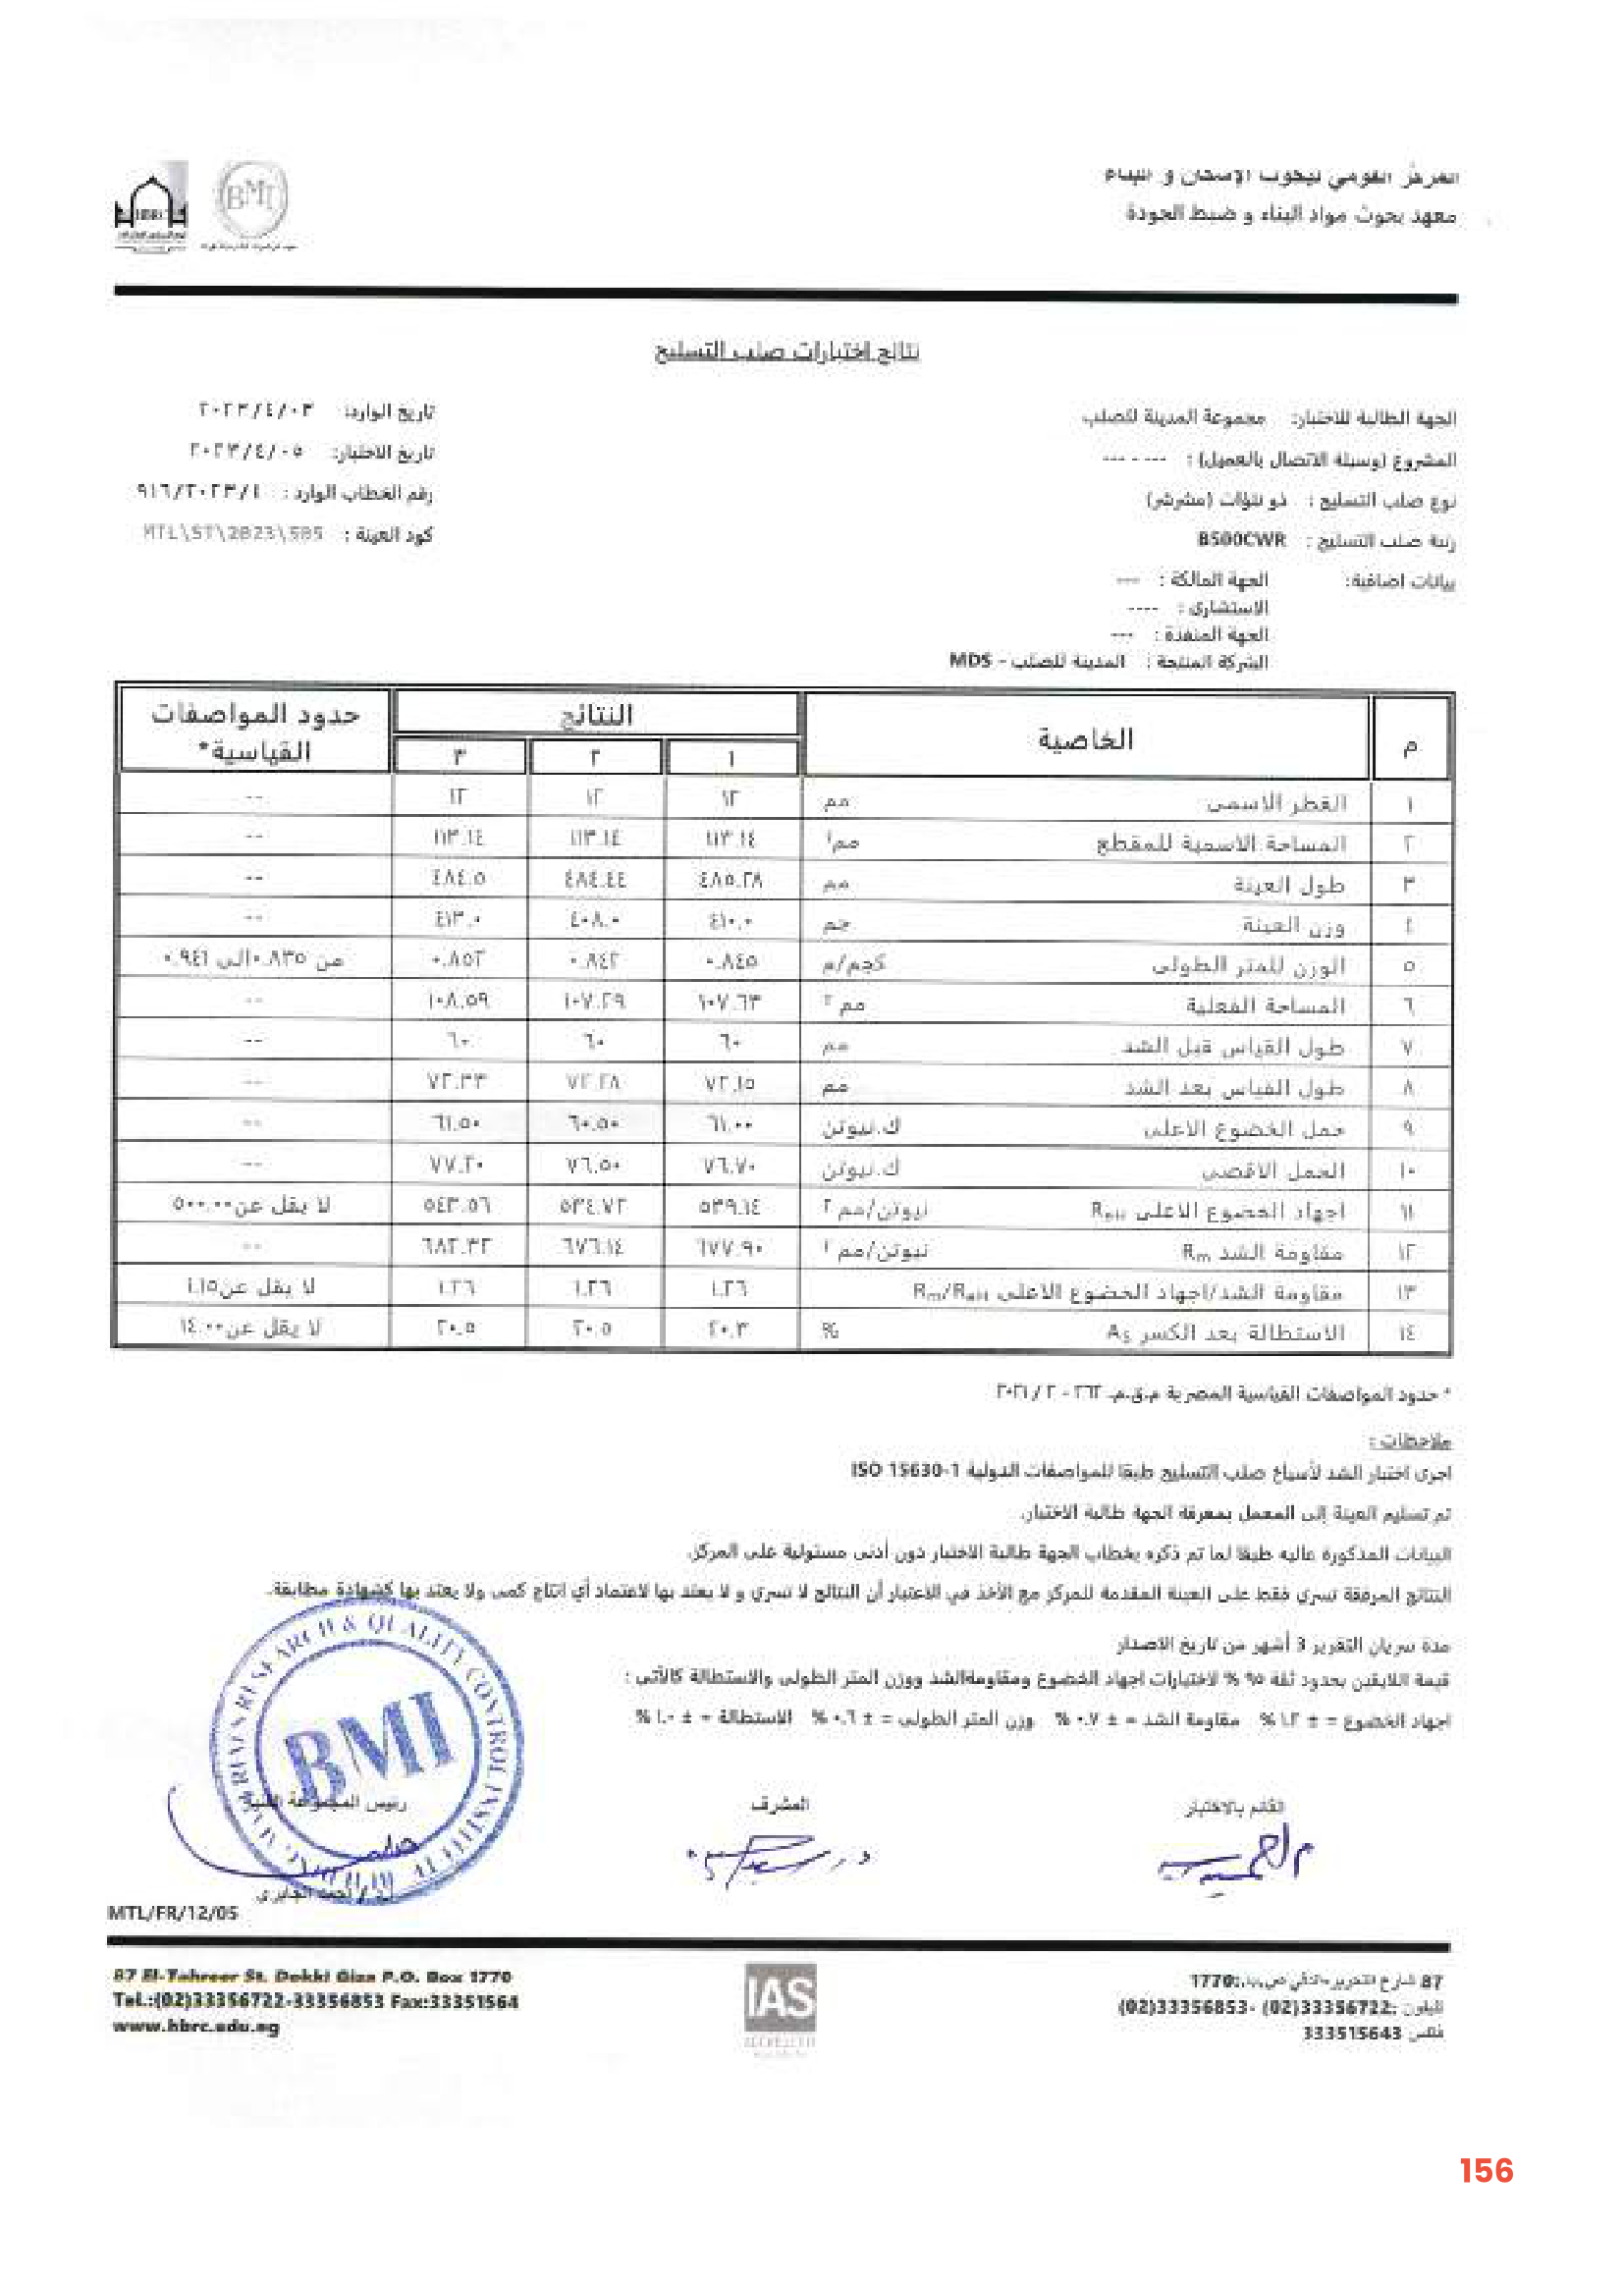 المركز القومي لبحوث الإسكان و البناء
معهد بحوث مواد البناء و ضبط الجودة
HBRC
BMI
نتائج اختبارات صلب التسليح
الجهة الطالبة للاختبار: مجموعة المدينة للصلب
المشروع (وسيلة الاتصال بالعميل) : --- - ---
نوع صلب التسليح : ذو نتؤات (مشرشر)
رتبة صلب التسليح : B500CWR
بيانات اضافية: الجهة المالكة : ---
الاستشارى : ----
الجهة المنفذة : ---
الشركة المنتجة : المدينة للصلب - MDS
تاريخ الوارد: ٢٠٢٣/٤/٠٣
تاريخ الاختبار: ٢٠٢٣/٤/٠٥
رقم الخطاب الوارد : ٩١٦/٢٠٢٣/٤
كود العينة : MTL\ST\2023\585
م الخاصية النتائج حدود المواصفات القياسية*
١ ٢ ٣
١ القطر الاسمى مم ١٢ ١٢ ١٢ --
٢ المساحة الاسمية للمقطع مم٢ ١١٣.١٤ ١١٣.١٤ ١١٣.١٤ --
٣ طول العينة مم ٤٨٥.٢٨ ٤٨٤.٤٤ ٤٨٤.٥ --
٤ وزن العينة جم ٤١٠.٠ ٤٠٨.٠ ٤١٣.٠ --
٥ الوزن للمتر الطولى كجم/م ٠.٨٤٥ ٠.٨٤٢ ٠.٨٥٢ من ٠.٨٣٥ الى ٠.٩٤١
٦ المساحة الفعلية مم ٢ ١٠٧.٦٣ ١٠٧.٢٩ ١٠٨.٥٩ --
٧ طول القياس قبل الشد مم ٦٠ ٦٠ ٦٠ --
٨ طول القياس بعد الشد مم ٧٢.١٥ ٧٢.٢٨ ٧٢.٣٣ --
٩ حمل الخضوع الاعلى ك.نيوتن ٦١.٠٠ ٦٠.٥٠ ٦١.٥٠ --
١٠ الحمل الاقصى ك.نيوتن ٧٦.٧٠ ٧٦.٥٠ ٧٧.٢٠ --
١١ اجهاد الخضوع الاعلى ReH نيوتن/مم ٢ ٥٣٩.١٤ ٥٣٤.٧٢ ٥٤٣.٥٦ لا يقل عن ٥٠٠.٠٠
١٢ مقاومة الشد Rm نيوتن/مم ٢ ٦٧٧.٩٠ ٦٧٦.١٤ ٦٨٢.٣٢ --
١٣ مقاومة الشد/اجهاد الخضوع الاعلى Rm/ReH ١.٢٦ ١.٢٦ ١.٢٦ لا يقل عن ١.١٥
١٤ الاستطالة بعد الكسر A5 % ٢٠.٣ ٢٠.٥ ٢٠.٥ لا يقل عن ١٤.٠٠
* حدود المواصفات القياسية المصرية م.ق.م. ٢٦٢ - ٢ / ٢٠٢١
ملاحظات :
اجرى اختبار الشد لأسياخ صلب التسليح طبقا للمواصفات الدولية ISO 15630-1
تم تسليم العينة إلى المعمل بمعرفة الجهة طالبة الاختبار.
البيانات المذكورة عاليه طبقا لما تم ذكره بخطاب الجهة طالبة الاختبار دون أدنى مسئولية على المركز.
النتائج المرفقة تسري فقط على العينة المقدمة للمركز مع الأخذ في الاعتبار أن النتائج لا تسري و لا يعتد بها لاعتماد أي انتاج كمى ولا يعتد بها كشهادة مطابقة.
مدة سريان التقرير 3 أشهر من تاريخ الاصدار
قيمة اللايقين بحدود ثقة ٩٥ % لاختبارات اجهاد الخضوع ومقاومةالشد ووزن المتر الطولى والاستطالة كالأتى :
اجهاد الخضوع = ± ١.٢ % مقاومة الشد = ± ٠.٧ % وزن المتر الطولى = ± ٠.٦ % الاستطالة = ± ١.٠ %
القائم بالاختبار
المشرف
رئيس المجموعة الفنية
RESEARCH & QUALITY CONTROL INSTITUTE
BMI
MTL/FR/12/05
87 El-Tahreer St. Dokki Giza P.O. Box 1770
Tel.:(02)33356722-33356853 Fax:33351564
www.hbrc.edu.eg
IAS
ACCREDITED
87 شارع التحرير-الدقي ص.ب.:1770
تليفون :33356722(02) -33356853(02)
فاكس 333515643
156